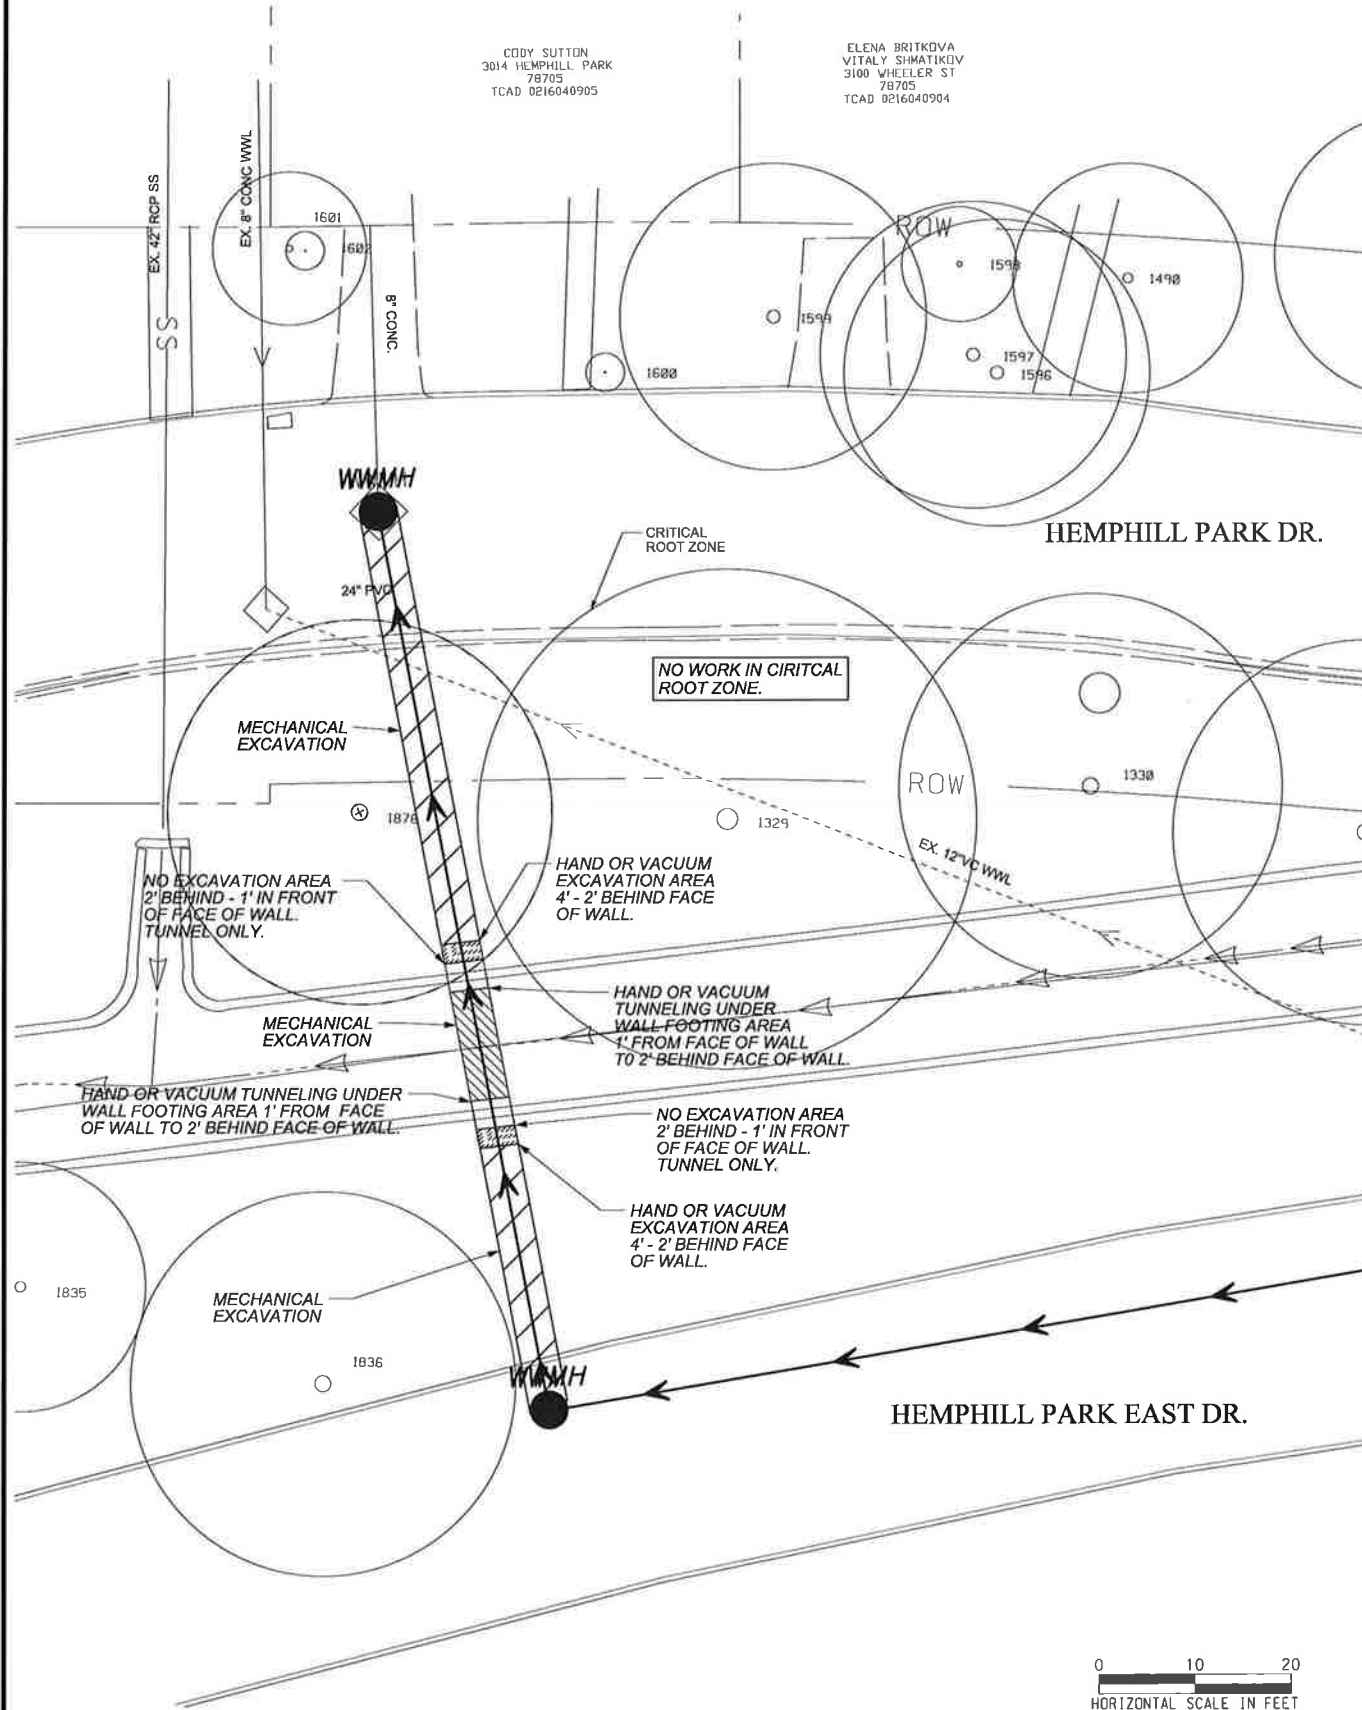 CODY SUTTON
3014 HEMPHILL PARK
78705
TCAD 0216040905
ELENA BRITKOVA
VITALY SHMATIKOV
3100 WHEELER ST
78705
TCAD 0216040904
EX. 42" RCP SS
EX. 8" CONC WWL
SS
1601
1602
8" CONC.
1600
1599
ROW
1598
1597
1596
1490
WWMH
HEMPHILL PARK DR.
CRITICAL
ROOT ZONE
24" PVC
NO WORK IN CIRITCAL
ROOT ZONE.
MECHANICAL
EXCAVATION
ROW
1330
1329
EX. 12"VC WWL
NO EXCAVATION AREA
2' BEHIND - 1' IN FRONT
OF FACE OF WALL.
TUNNEL ONLY.
HAND OR VACUUM
EXCAVATION AREA
4' - 2' BEHIND FACE
OF WALL.
MECHANICAL
EXCAVATION
HAND OR VACUUM
TUNNELING UNDER
WALL FOOTING AREA
1' FROM FACE OF WALL
TO 2' BEHIND FACE OF WALL.
HAND OR VACUUM TUNNELING UNDER
WALL FOOTING AREA 1' FROM FACE
OF WALL TO 2' BEHIND FACE OF WALL.
NO EXCAVATION AREA
2' BEHIND - 1' IN FRONT
OF FACE OF WALL.
TUNNEL ONLY.
HAND OR VACUUM
EXCAVATION AREA
4' - 2' BEHIND FACE
OF WALL.
1835
MECHANICAL
EXCAVATION
1836
WWMH
HEMPHILL PARK EAST DR.
0 10 20
HORIZONTAL SCALE IN FEET